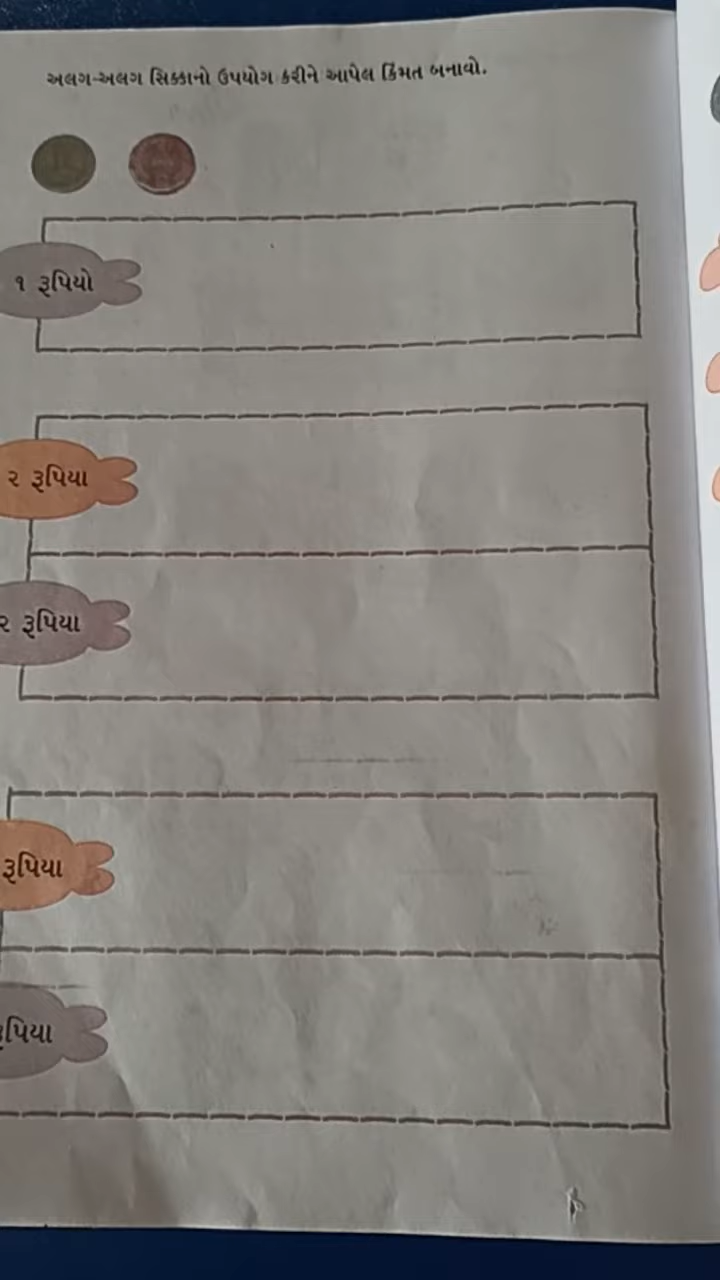 અલગ-અલગ સિક્કાનો ઉપયોગ કરીને આપેલ કિંમત બનાવો.
૧ રૂપિયો
૨ રૂપિયા
૨ રૂપિયા
રૂપિયા
રૂપિયા